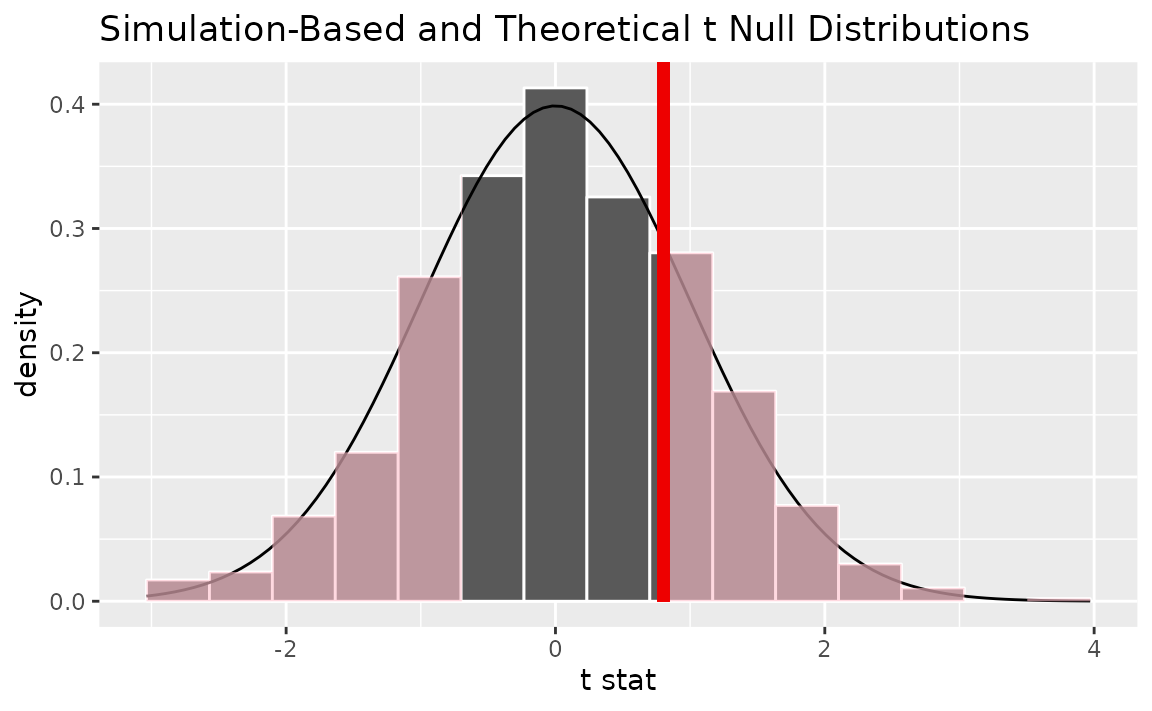 Simulation-Based and Theoretical t Null Distributions
density
0.4
0.3
0.2
0.1
0.0
-2 0 2 4
t stat